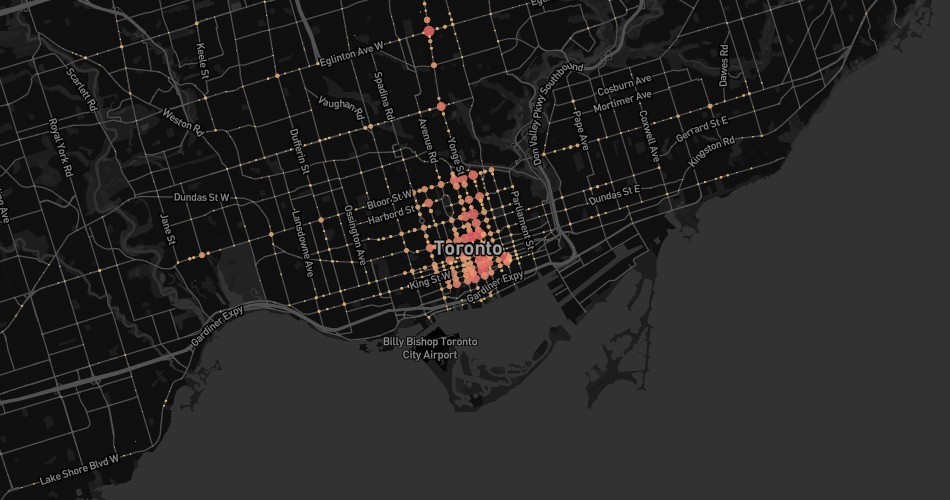 Eglinton Ave W
Keele St
Dawes Rd
Scarlett Rd
Spadina Rd
Don Valley Pkwy Southbound
Cosburn Ave
Mortimer Ave
Vaughan Rd
Weston Rd
Royal York Rd
Dufferin St
Avenue Rd
Yonge St
Pape Ave
Coxwell Ave
Gerrard St E
Kingston Rd
Dundas St W
Bloor St W
Harbord St
Dundas St E
Jane St
Lansdowne Ave
Ossington Ave
Parliament St
Toronto
King St W
Gardiner Expy
Gardiner Expy
Billy Bishop Toronto
City Airport
Lake Shore Blvd W